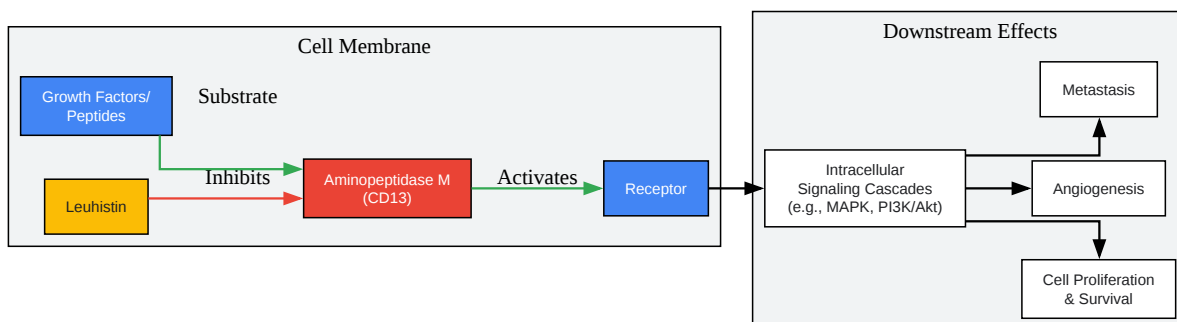 Cell Membrane
Growth Factors/
Peptides
Substrate
Leuhistin
Inhibits
Aminopeptidase M
(CD13)
Activates
Receptor
Downstream Effects
Intracellular
Signaling Cascades
(e.g., MAPK, PI3K/Akt)
Metastasis
Angiogenesis
Cell Proliferation
& Survival